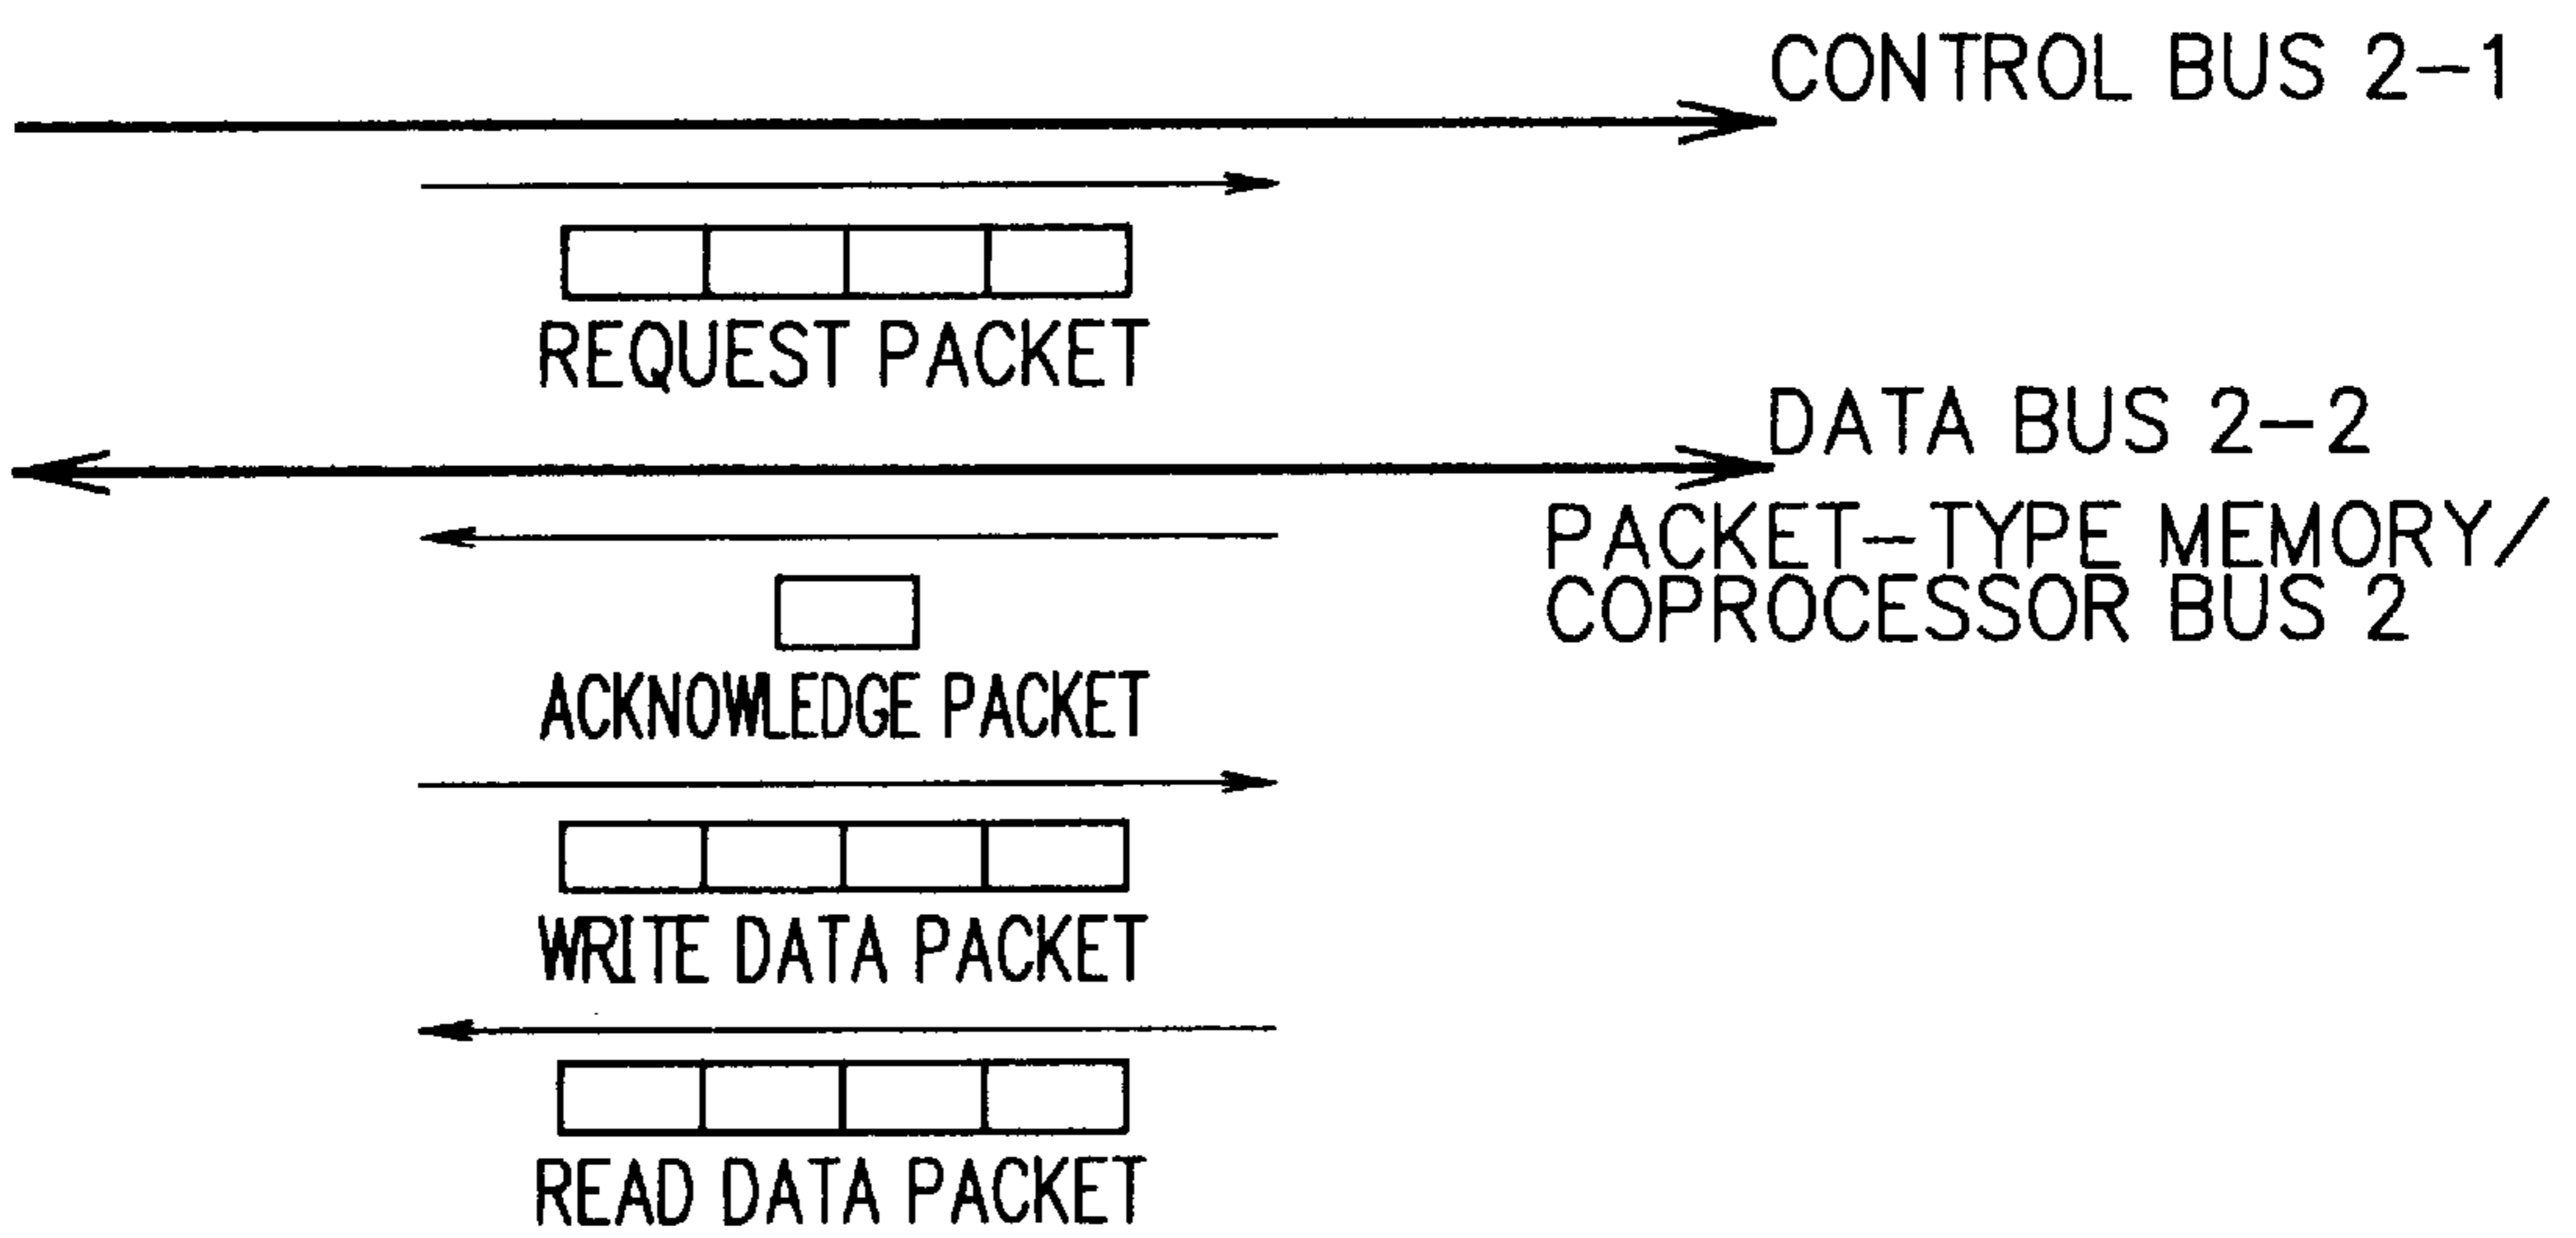 CONTROL BUS 2-1
REQUEST PACKET
DATA BUS 2-2
PACKET-TYPE MEMORY/
COPROCESSOR BUS 2
ACKNOWLEDGE PACKET
WRITE DATA PACKET
READ DATA PACKET